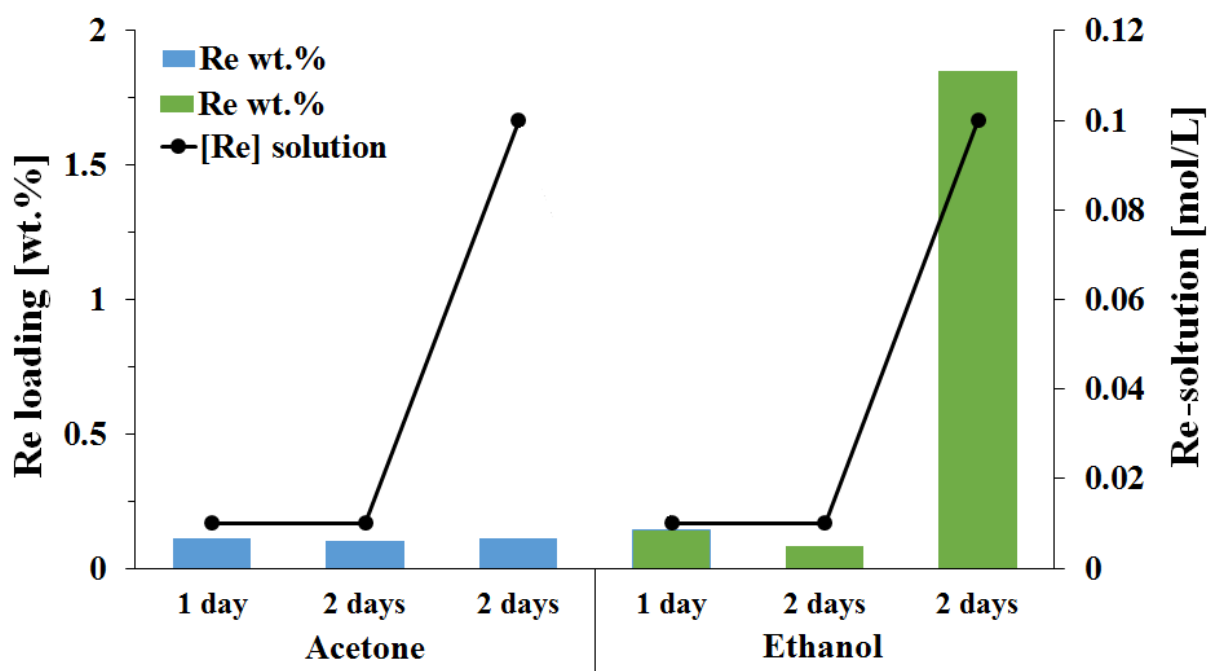 Re wt.%
Re wt.%
[Re] solution
Re loading [wt.%]
2
1.5
1
0.5
0
0.12
0.1
0.08
0.06
0.04
0.02
0
Re-soltution [mol/L]
1 day 2 days 2 days 1 day 2 days 2 days
Acetone Ethanol